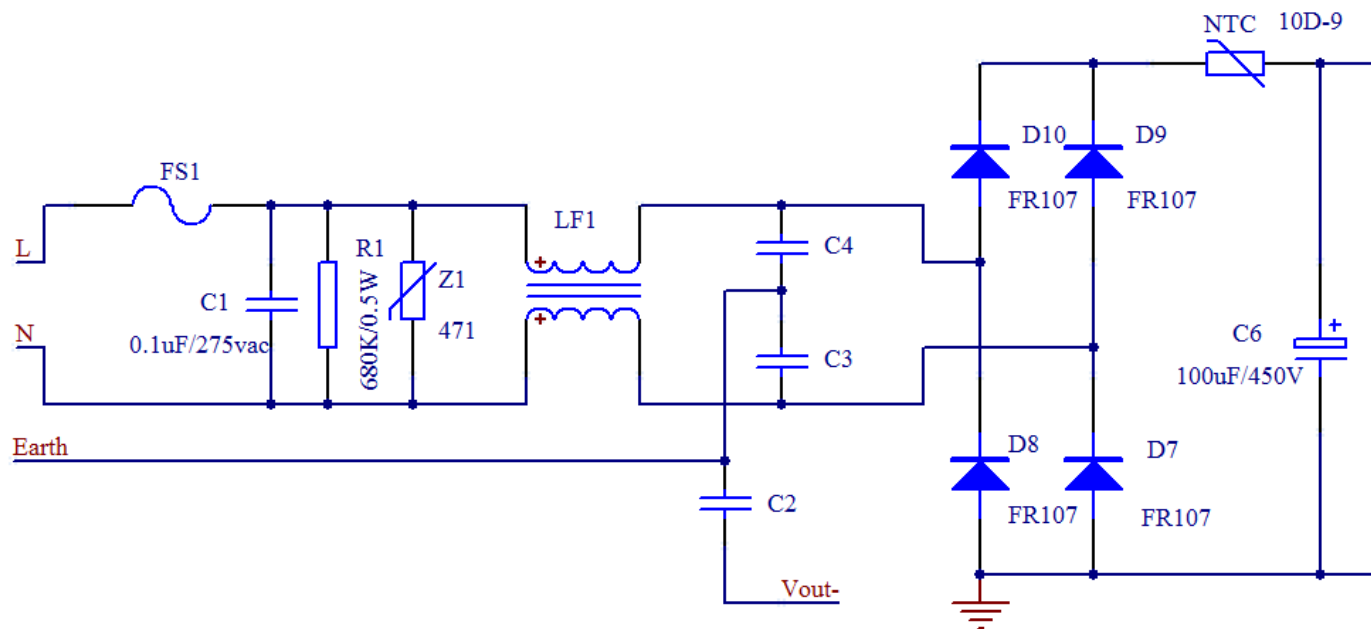 NTC 10D-9
D10
D9
FR107
FR107
FS1
L
LF1
R1
680K/0.5W
C1
0.1uF/275vac
Z1
471
C4
C3
N
C6
100uF/450V
Earth
D8
D7
FR107
FR107
C2
Vout-